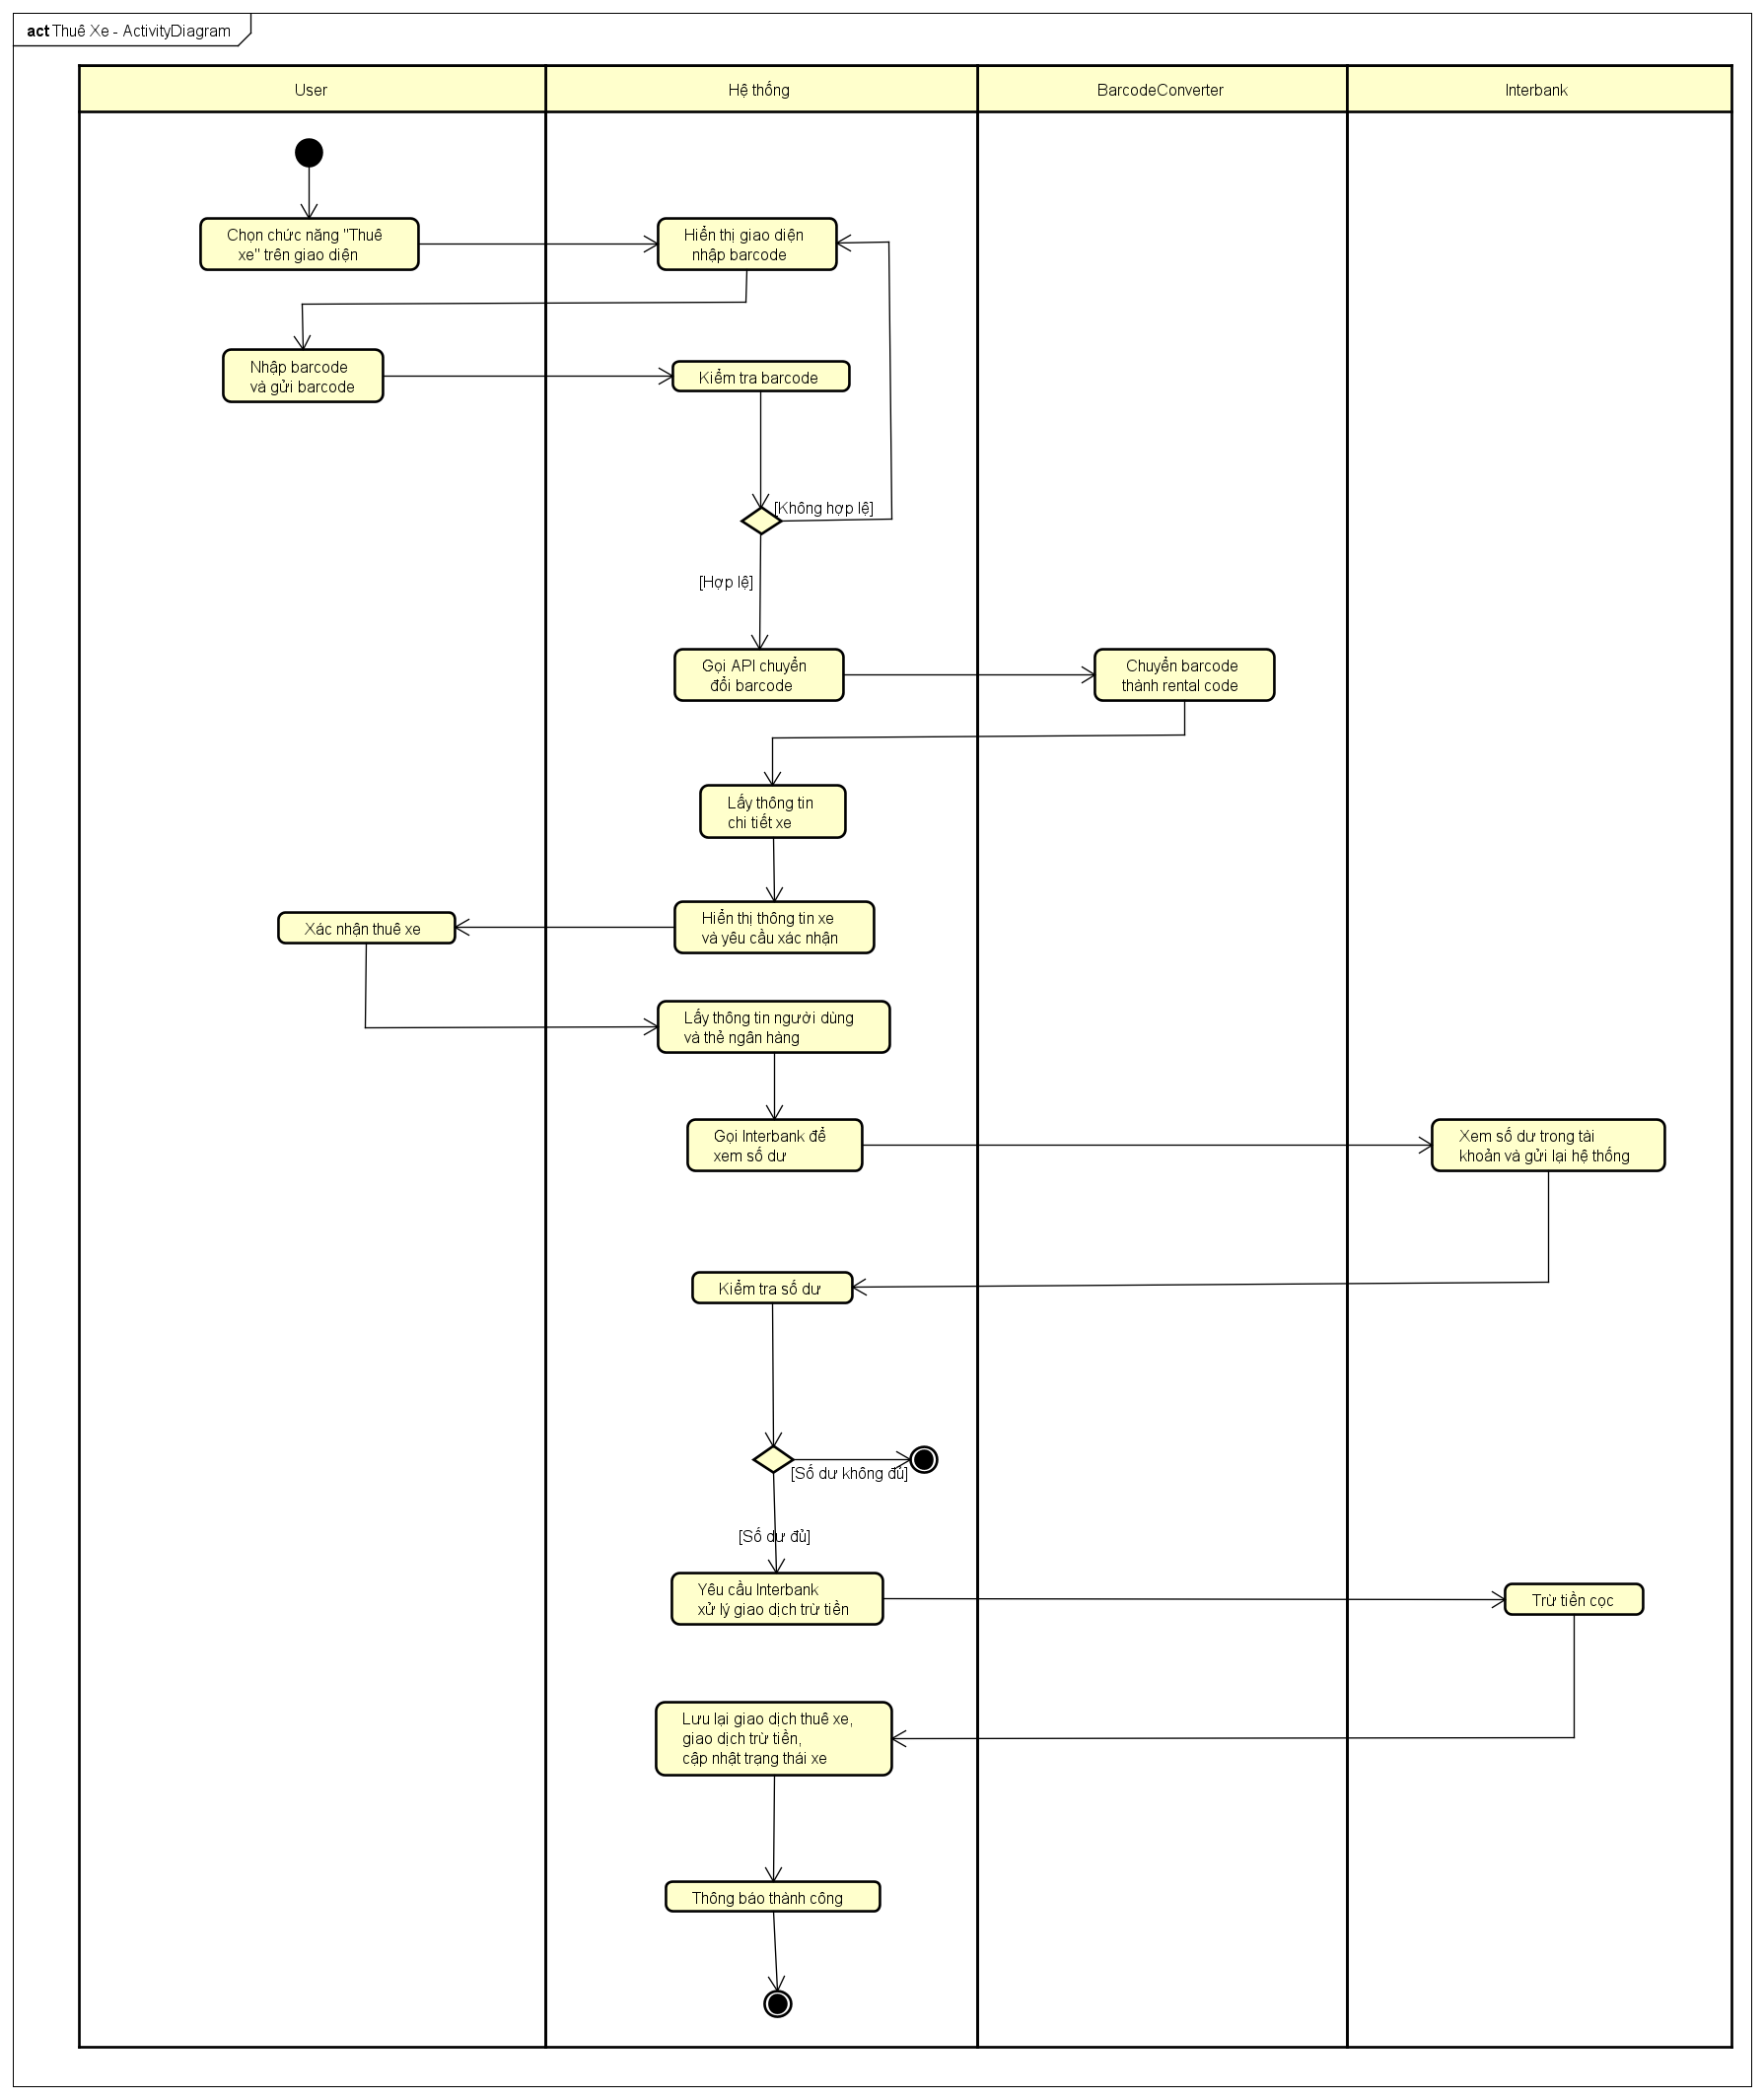 act Thuê Xe - ActivityDiagram
User
Hệ thống
BarcodeConverter
Interbank
Chọn chức năng "Thuê
xe" trên giao diện
Hiển thị giao diện
nhập barcode
Nhập barcode
và gửi barcode
Kiểm tra barcode
[Không hợp lệ]
[Hợp lệ]
Gọi API chuyển
đổi barcode
Chuyển barcode
thành rental code
Lấy thông tin
chi tiết xe
Hiển thị thông tin xe
và yêu cầu xác nhận
Xác nhận thuê xe
Lấy thông tin người dùng
và thẻ ngân hàng
Gọi Interbank để
xem số dư
Xem số dư trong tài
khoản và gửi lại hệ thống
Kiểm tra số dư
[Số dư không đủ]
[Số dư đủ]
Yêu cầu Interbank
xử lý giao dịch trừ tiền
Trừ tiền cọc
Lưu lại giao dịch thuê xe,
giao dịch trừ tiền,
cập nhật trạng thái xe
Thông báo thành công